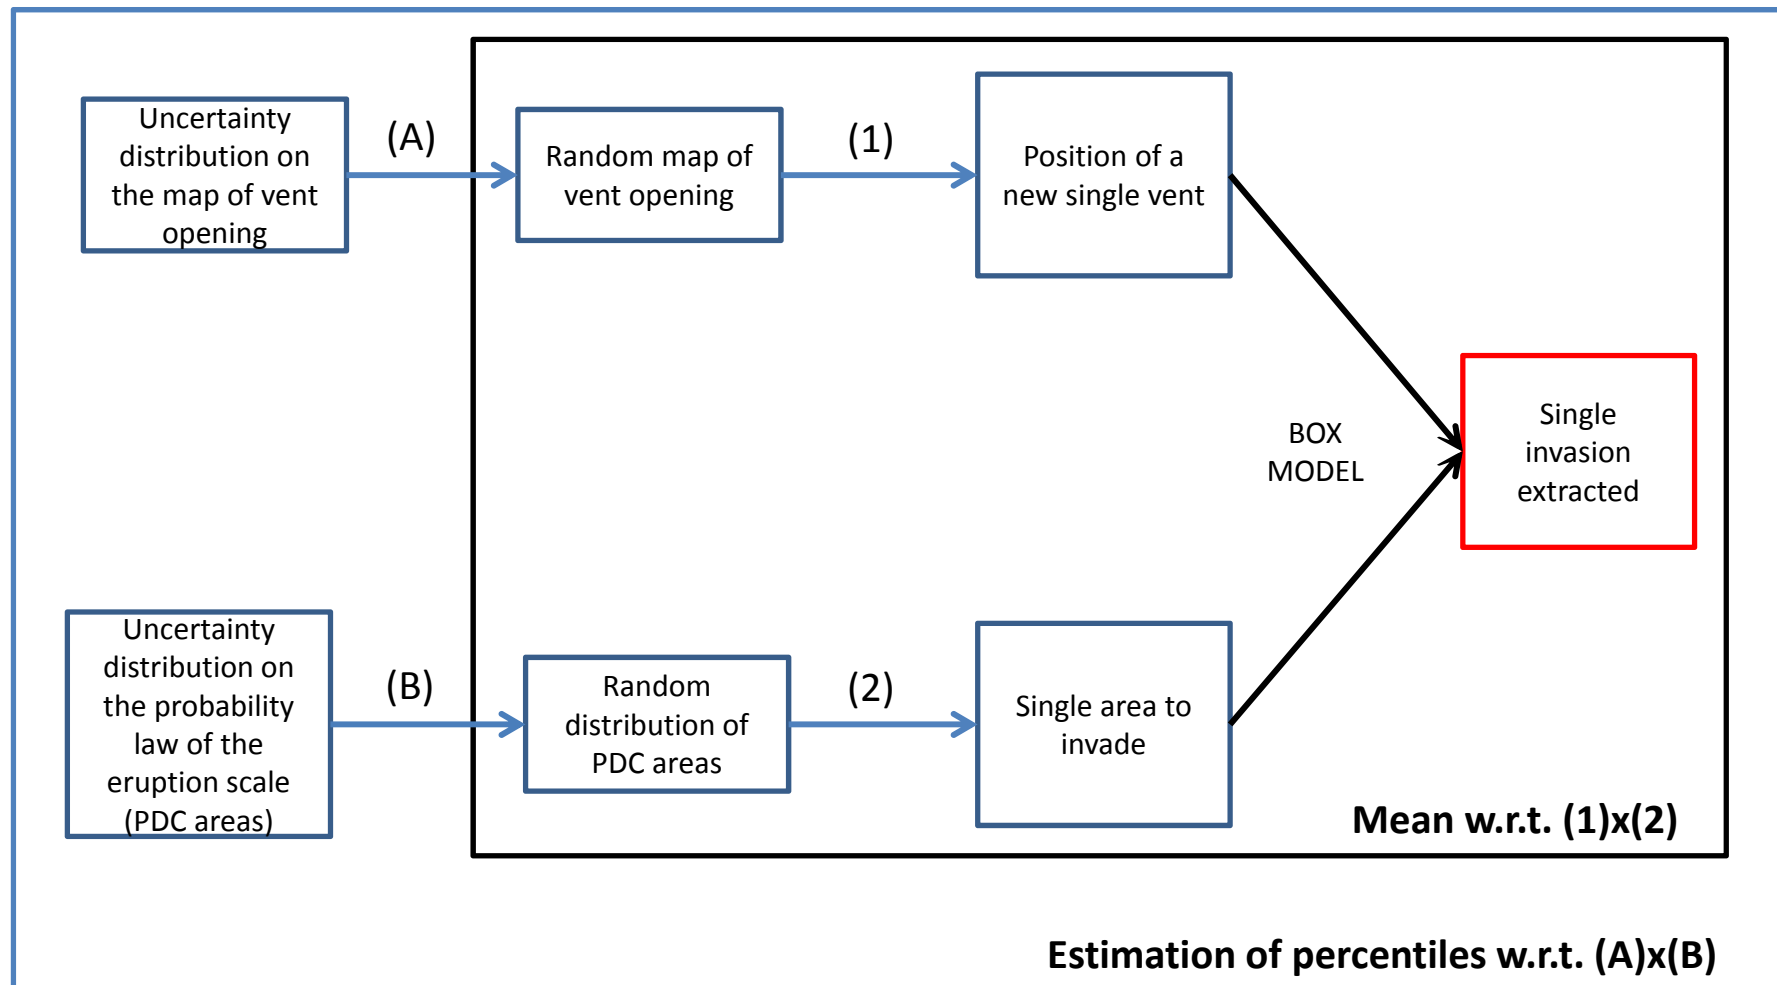 Uncertainty
distribution on
the map of vent
opening
(A)
Random map of
vent opening
(1)
Position of a
new single vent
BOX
MODEL
Single
invasion
extracted
Uncertainty
distribution on
the probability
law of the
eruption scale
(PDC areas)
(B)
Random
distribution of
PDC areas
(2)
Single area to
invade
Mean w.r.t. (1)x(2)
Estimation of percentiles w.r.t. (A)x(B)